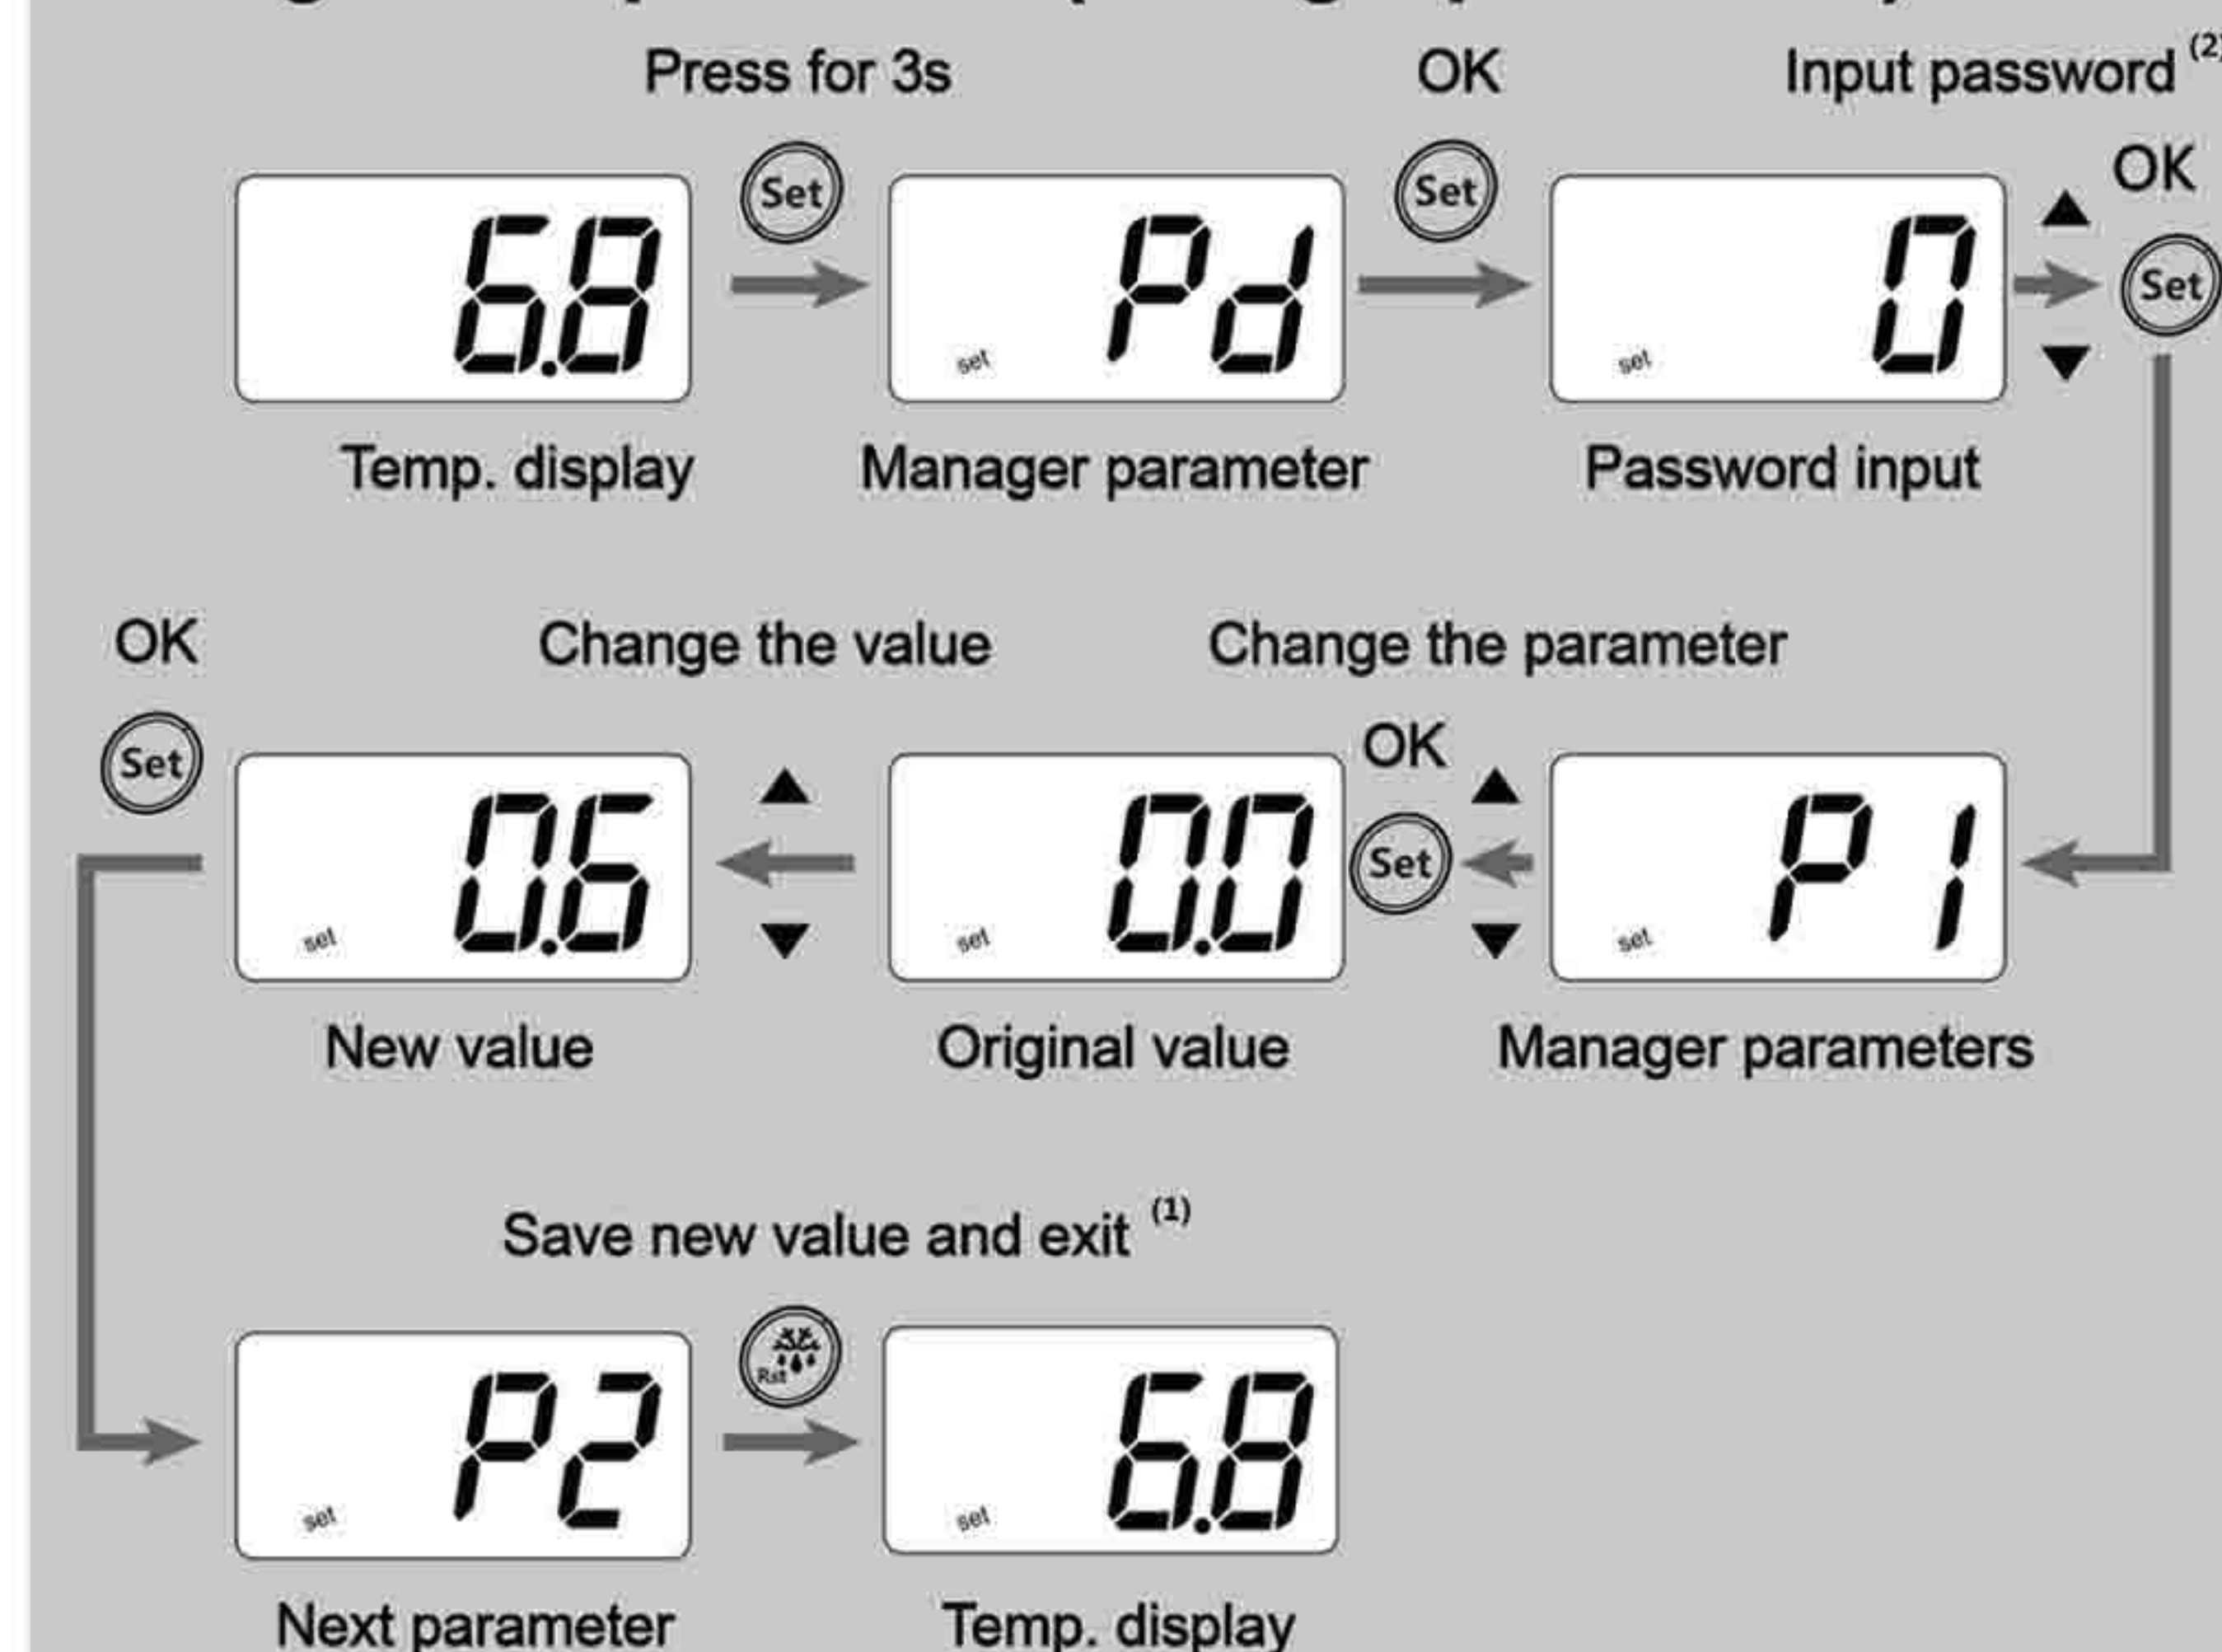 Press for 3s OK Input password (2)
OK
Set Set
6.8 Pd 0 Set
set set
Temp. display Manager parameter Password input
OK Change the value Change the parameter
OK
Set
0.6 0.0 Set P1
set set set
New value Original value Manager parameters
Save new value and exit (1)
Rst
P2 6.8
set set
Next parameter Temp. display